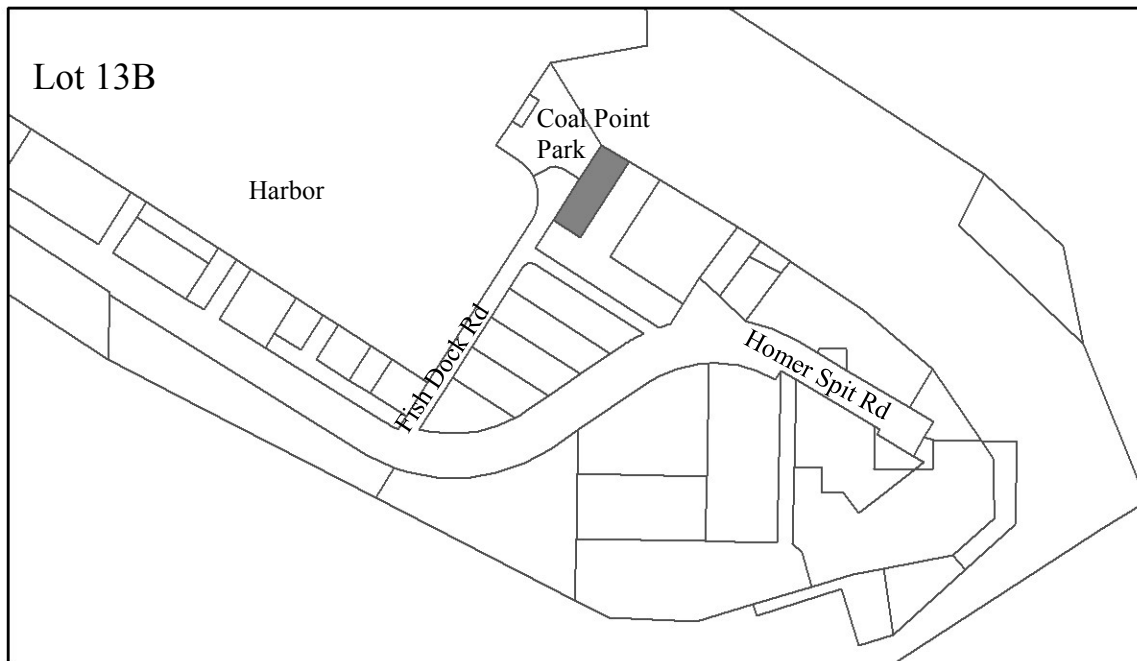 Lot 13B
Coal Point
Park
Harbor
Fish Dock Rd
Homer Spit Rd